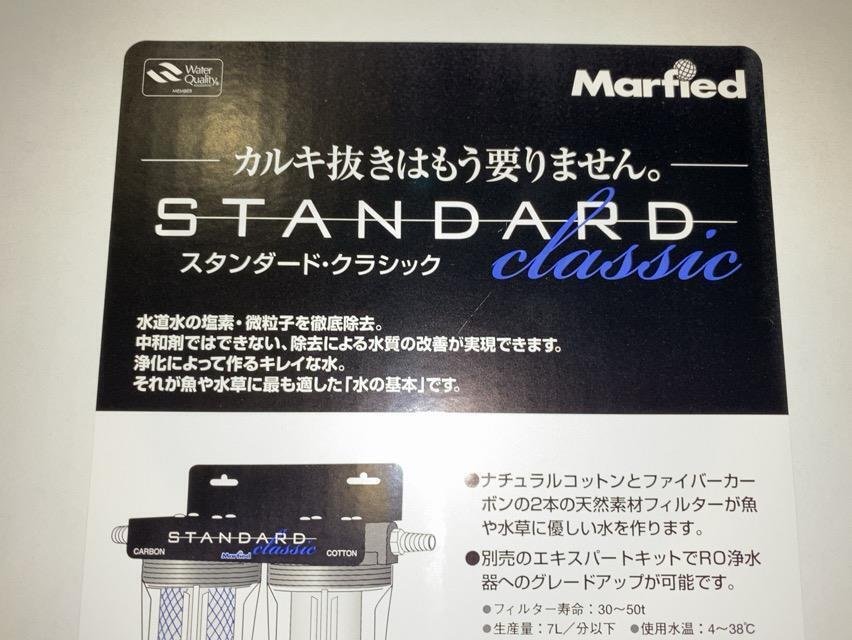 Water
Quality
MEMBER
Marfied
カルキ抜きはもう要りません。
STANDARD
classic
スタンダード・クラシック
水道水の塩素・微粒子を徹底除去。
中和剤ではできない、除去による水質の改善が実現できます。
浄化によって作るキレイな水。
それが魚や水草に最も適した「水の基本」です。
●ナチュラルコットンとファイバーカー
ボンの2本の天然素材フィルターが魚
や水草に優しい水を作ります。
STANDARD
classic
CARBON
Marfied
COTTON
●別売のエキスパートキットでRO浄水
器へのグレードアップが可能です。
●フィルター寿命：30〜50t
●生産量：7L／分以下 ●使用水温：4〜38℃